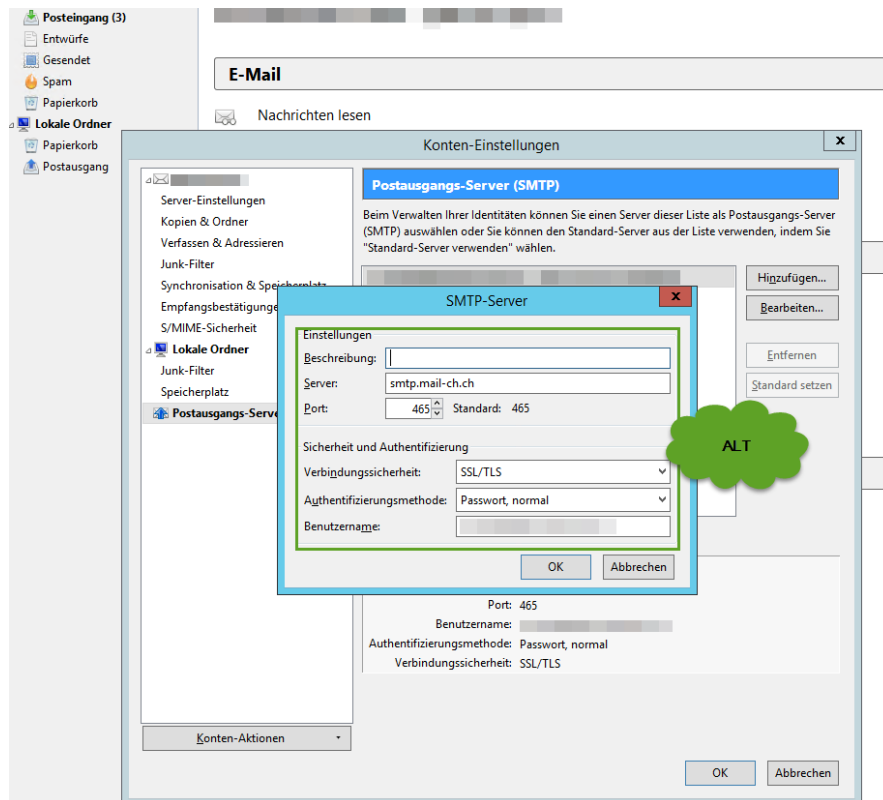 Posteingang (3)
Entwürfe
Gesendet
Spam
Papierkorb
Lokale Ordner
Papierkorb
Postausgang
E-Mail
Nachrichten lesen
Konten-Einstellungen
x
Server-Einstellungen
Kopien & Ordner
Verfassen & Adressieren
Junk-Filter
Synchronisation & Speicherplatz
Empfangsbestätigunge
S/MIME-Sicherheit
Lokale Ordner
Junk-Filter
Speicherplatz
Postausgangs-Serve
Konten-Aktionen
Postausgangs-Server (SMTP)
Beim Verwalten Ihrer Identitäten können Sie einen Server dieser Liste als Postausgangs-Server
(SMTP) auswählen oder Sie können den Standard-Server aus der Liste verwenden, indem Sie
"Standard-Server verwenden" wählen.
Hinzufügen...
Bearbeiten...
Entfernen
Standard setzen
SMTP-Server
x
Einstellungen
Beschreibung:
Server: smtp.mail-ch.ch
Port: 465 Standard: 465
Sicherheit und Authentifizierung
Verbindungssicherheit: SSL/TLS
Authentifizierungsmethode: Passwort, normal
Benutzername:
OK Abbrechen
ALT
Port: 465
Benutzername:
Authentifizierungsmethode: Passwort, normal
Verbindungssicherheit: SSL/TLS
OK Abbrechen